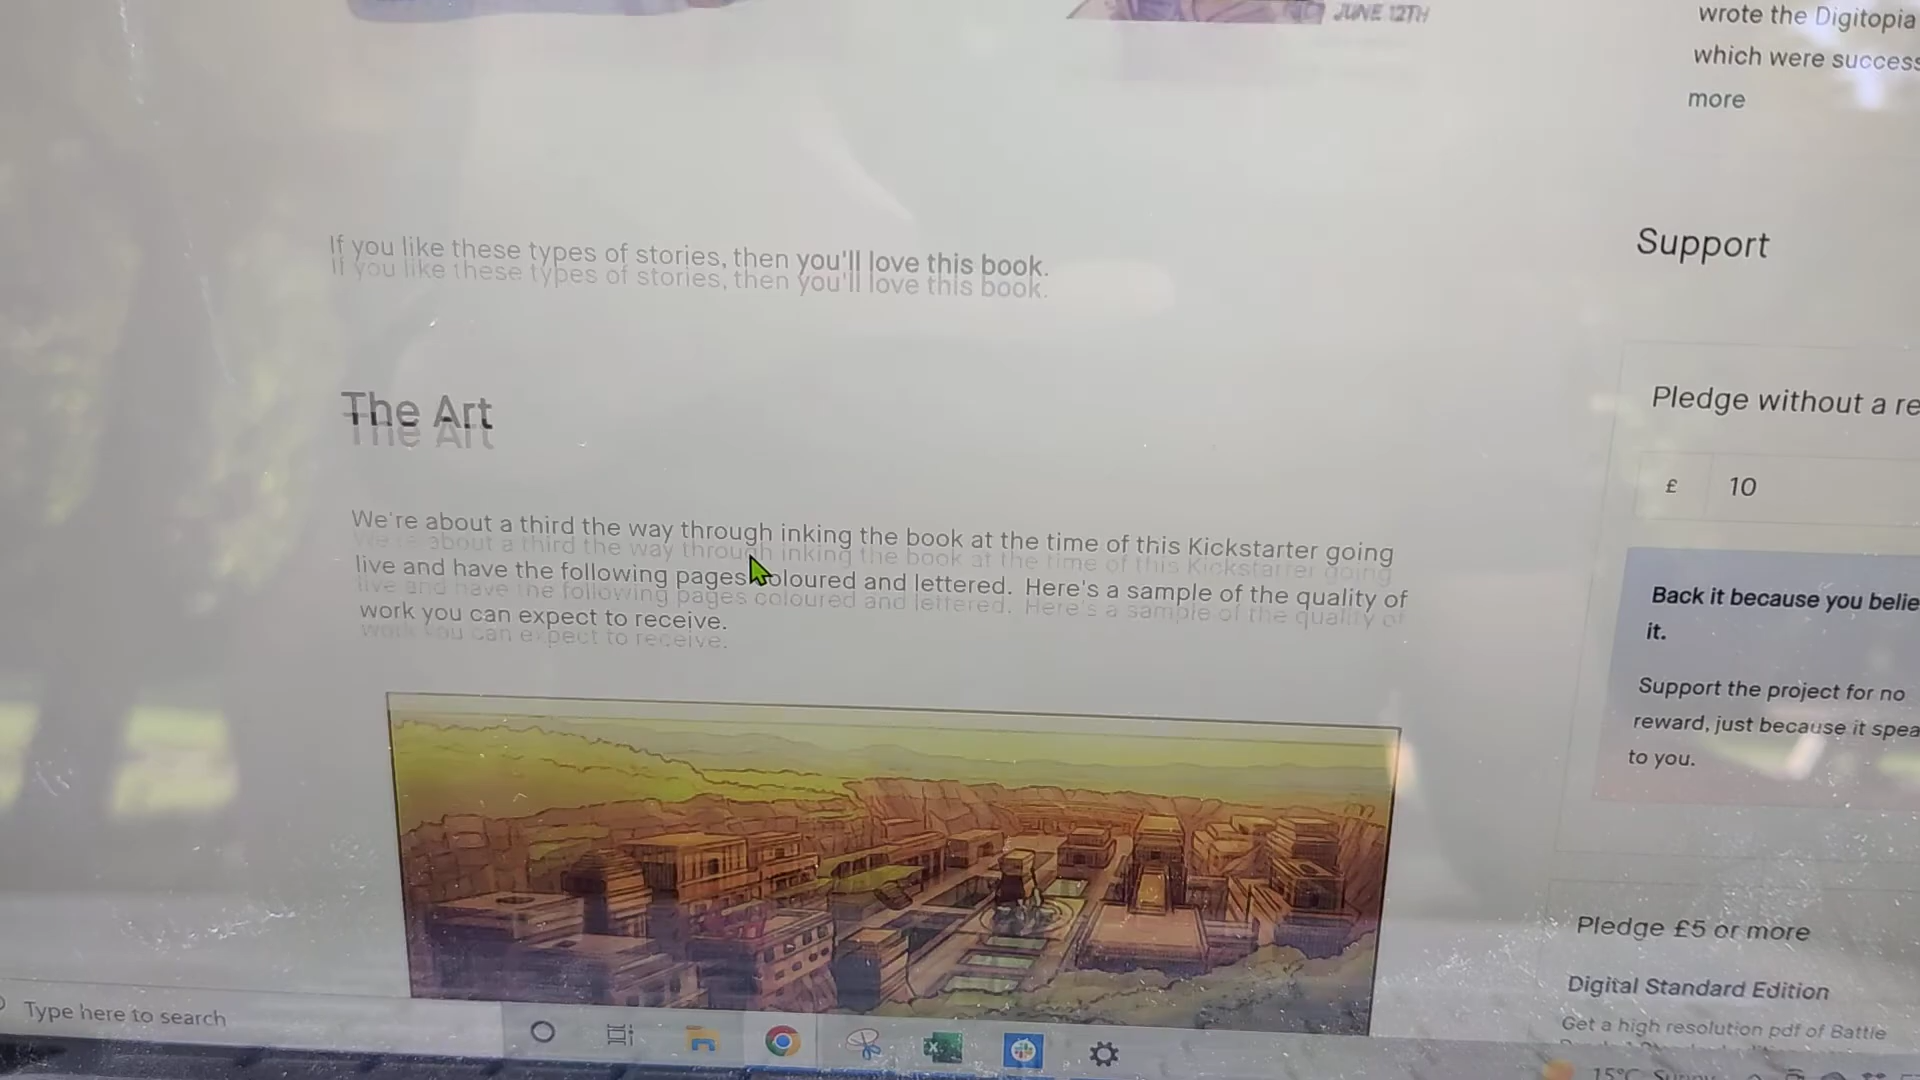 JUNE 12TH
wrote the Digitopia
which were success
more
If you like these types of stories, then you'll love this book.
Support
The Art
Pledge without a re
£ 10
We're about a third the way through inking the book at the time of this Kickstarter going
live and have the following pages coloured and lettered. Here's a sample of the quality of
work you can expect to receive.
Back it because you belie
it.
Support the project for no
reward, just because it spea
to you.
Pledge £5 or more
Digital Standard Edition
Get a high resolution pdf of Battle
Type here to search
15°C Sunny